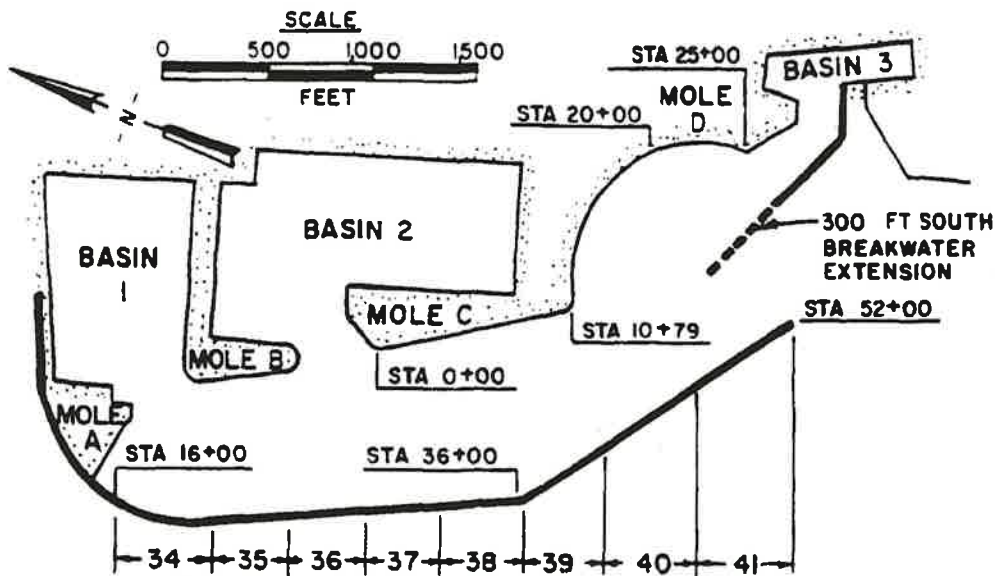 SCALE
0 500 1,000 1,500
FEET
N
STA 25+00
BASIN 3
MOLE
D
STA 20+00
BASIN
1
BASIN 2
300 FT SOUTH
BREAKWATER
EXTENSION
MOLE C
STA 52+00
STA 10+79
MOLE B
STA 0+00
MOLE
A
STA 16+00
STA 36+00
34 35 36 37 38 39 40 41